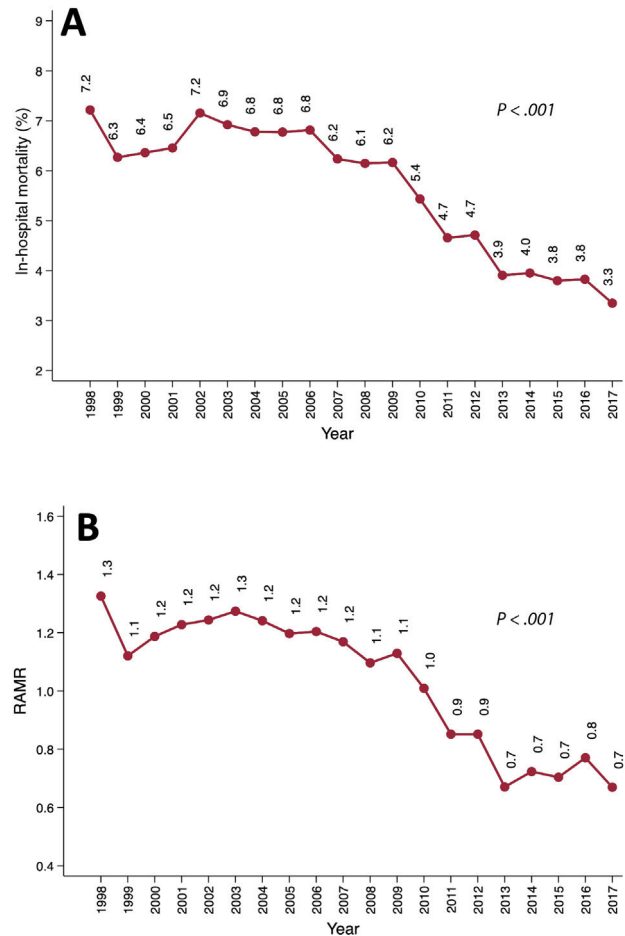 A
In-hospital mortality (%)
9
8
7
6
5
4
3
2
7.2 6.3 6.4 6.5 7.2 6.9 6.8 6.8 6.8 6.2 6.1 6.2 5.4 4.7 4.7 3.9 4.0 3.8 3.8 3.3
P < .001
1998 1999 2000 2001 2002 2003 2004 2005 2006 2007 2008 2009 2010 2011 2012 2013 2014 2015 2016 2017
Year
B
RAMR
1.6
1.4
1.2
1.0
0.8
0.6
0.4
1.3 1.1 1.2 1.2 1.2 1.3 1.2 1.2 1.2 1.2 1.1 1.1 1.0 0.9 0.9 0.7 0.7 0.7 0.8 0.7
P < .001
1998 1999 2000 2001 2002 2003 2004 2005 2006 2007 2008 2009 2010 2011 2012 2013 2014 2015 2016 2017
Year